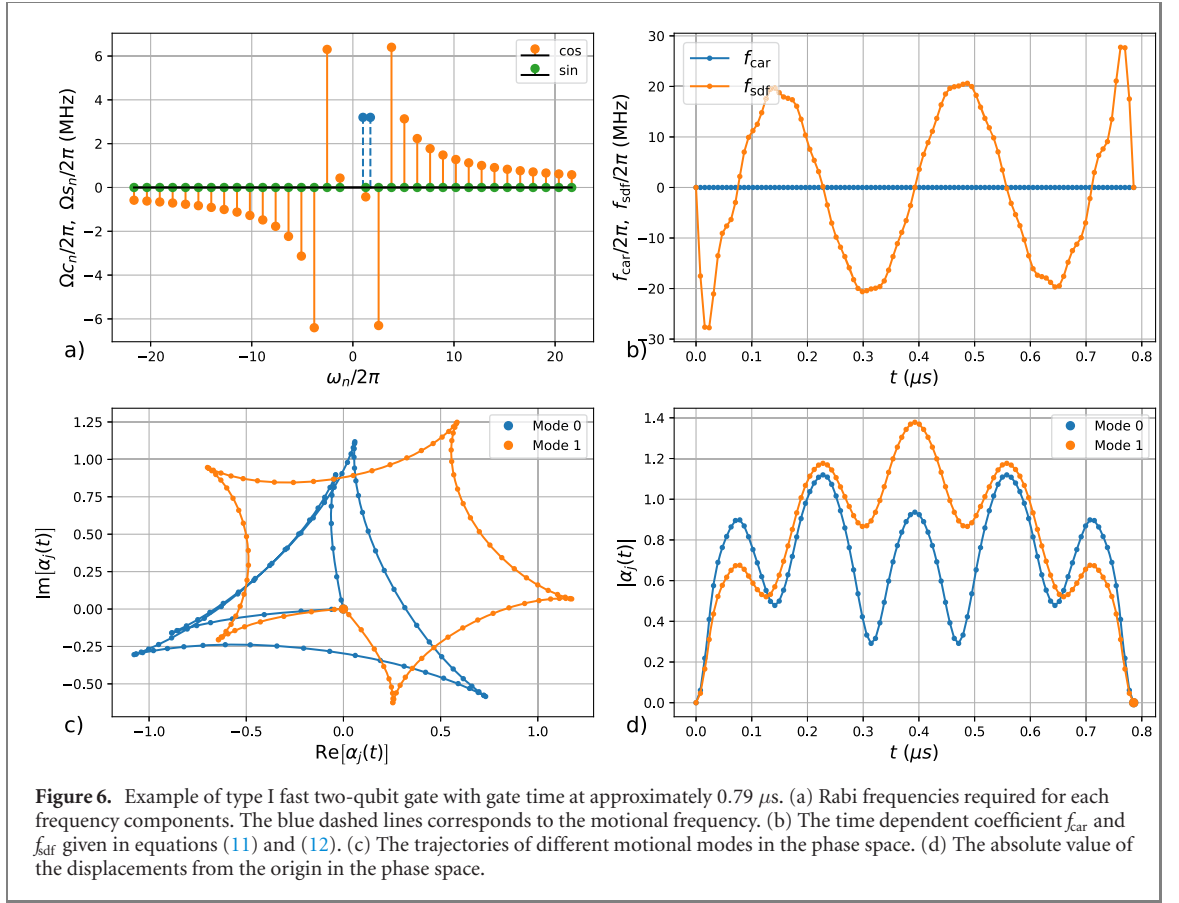 6
4
2
0
−2
−4
−6
Ωc_n/2π, Ωs_n/2π (MHz)
cos
sin
−20
−10
0
10
20
ω_n/2π
a)
30
20
10
0
−10
−20
−30
f_car/2π, f_sdf/2π (MHz)
f_car
f_sdf
0.0
0.1
0.2
0.3
0.4
0.5
0.6
0.7
0.8
t (μs)
b)
1.25
1.00
0.75
0.50
0.25
0.00
−0.25
−0.50
Im[α_j(t)]
Mode 0
Mode 1
−1.0
−0.5
0.0
0.5
1.0
Re[α_j(t)]
c)
1.4
1.2
1.0
0.8
0.6
0.4
0.2
0.0
|α_j(t)|
Mode 0
Mode 1
0.0
0.1
0.2
0.3
0.4
0.5
0.6
0.7
0.8
t (μs)
d)
Figure 6. Example of type I fast two-qubit gate with gate time at approximately 0.79 μs. (a) Rabi frequencies required for each
frequency components. The blue dashed lines corresponds to the motional frequency. (b) The time dependent coefficient f_car and
f_sdf given in equations (11) and (12). (c) The trajectories of different motional modes in the phase space. (d) The absolute value of
the displacements from the origin in the phase space.